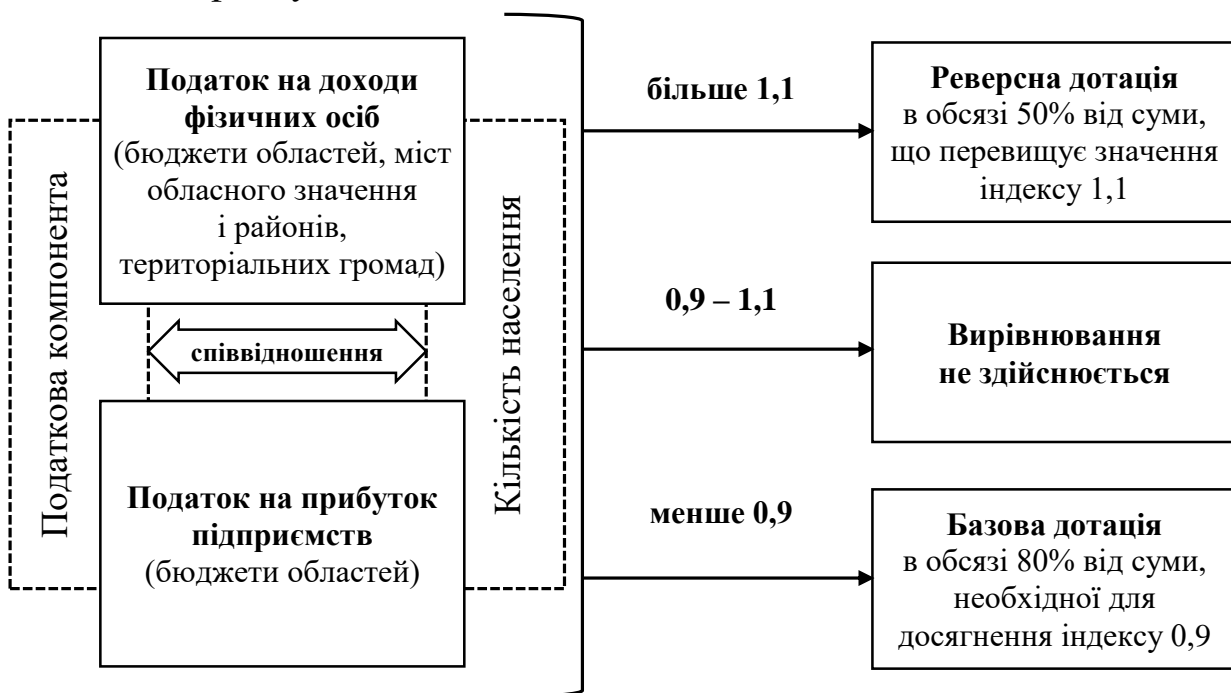 Податкова компонента
Податок на доходи
фізичних осіб
(бюджети областей, міст
обласного значення
і районів,
територіальних громад)
співвідношення
Податок на прибуток
підприємств
(бюджети областей)
Кількість населення
більше 1,1
Реверсна дотація
в обсязі 50% від суми,
що перевищує значення
індексу 1,1
0,9 – 1,1
Вирівнювання
не здійснюється
менше 0,9
Базова дотація
в обсязі 80% від суми,
необхідної для
досягнення індексу 0,9